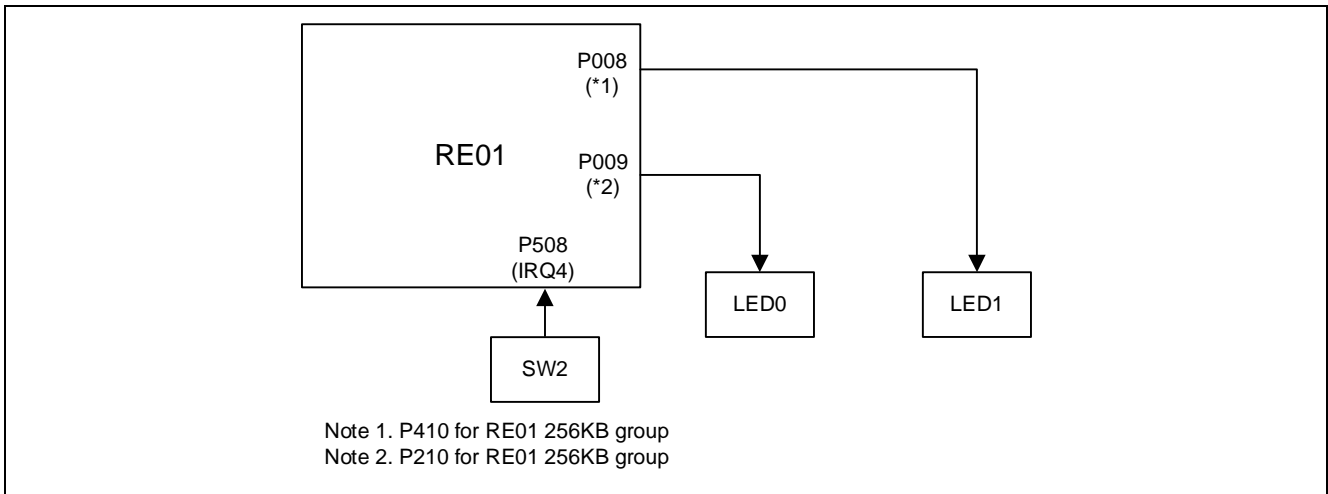 P008
(*1)
RE01
P009
(*2)
P508
(IRQ4)
LED0
LED1
SW2
Note 1. P410 for RE01 256KB group
Note 2. P210 for RE01 256KB group